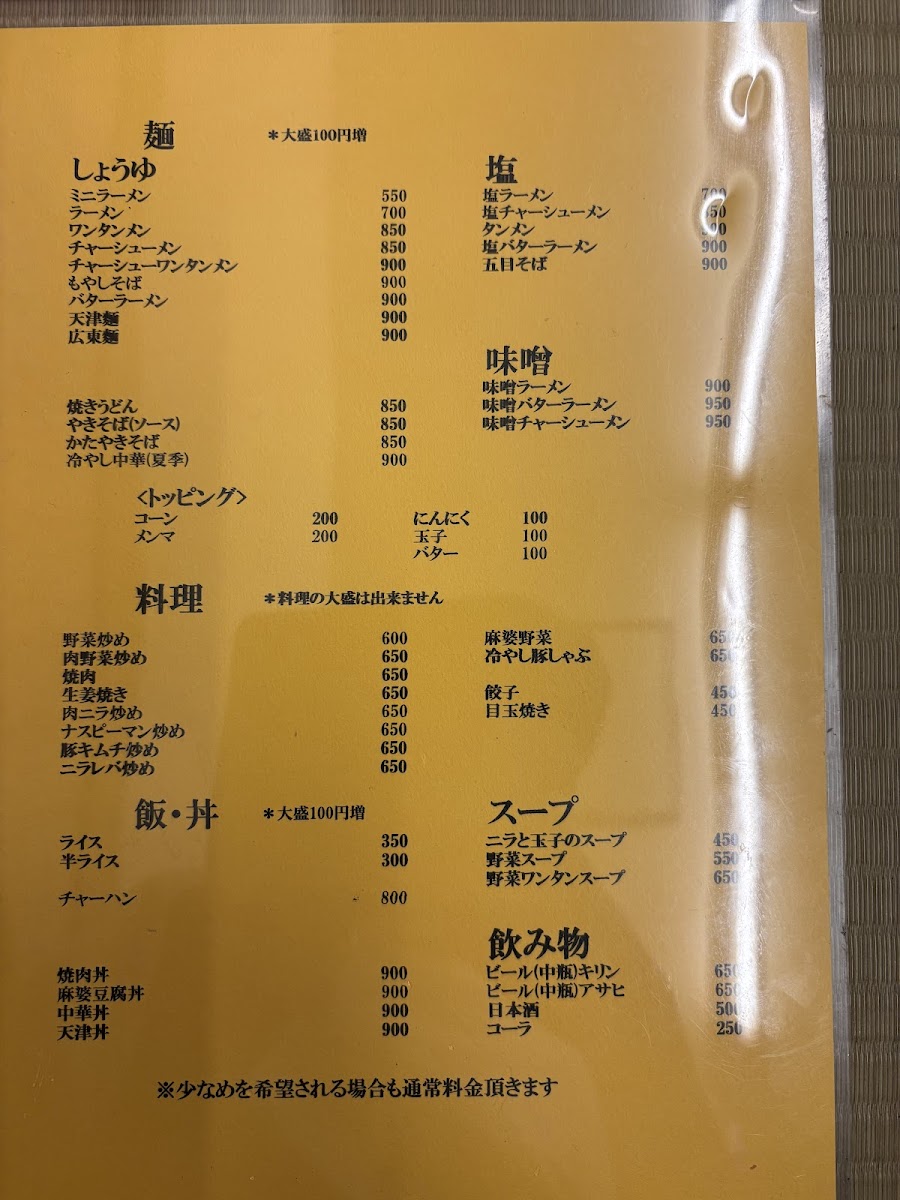 麺 *大盛100円増
しょうゆ
ミニラーメン 550
ラーメン 700
ワンタンメン 850
チャーシューメン 850
チャーシューワンタンメン 900
もやしそば 900
バターラーメン 900
天津麺 900
広東麺 900
焼きうどん 850
やきそば(ソース) 850
かたやきそば 850
冷やし中華(夏季) 900
塩
塩ラーメン 700
塩チャーシューメン
タンメン
塩バターラーメン 900
五目そば 900
味噌
味噌ラーメン 900
味噌バターラーメン 950
味噌チャーシューメン 950
<トッピング>
コーン 200
メンマ 200
にんにく 100
玉子 100
バター 100
料理 *料理の大盛は出来ません
野菜炒め 600
肉野菜炒め 650
焼肉 650
生姜焼き 650
肉ニラ炒め 650
ナスピーマン炒め 650
豚キムチ炒め 650
ニラレバ炒め 650
麻婆野菜 650
冷やし豚しゃぶ 650
餃子 450
目玉焼き 450
飯・丼 *大盛100円増
ライス 350
半ライス 300
チャーハン 800
焼肉丼 900
麻婆豆腐丼 900
中華丼 900
天津丼 900
スープ
ニラと玉子のスープ 450
野菜スープ 550
野菜ワンタンスープ 650
飲み物
ビール(中瓶)キリン 650
ビール(中瓶)アサヒ 650
日本酒 500
コーラ 250
※少なめを希望される場合も通常料金頂きます